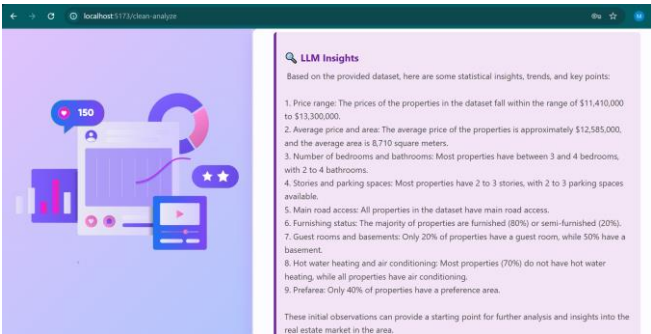 localhost:5173/clean-analyze
M
150
🔍 LLM Insights
Based on the provided dataset, here are some statistical insights, trends, and key points:
1. Price range: The prices of the properties in the dataset fall within the range of $11,410,000
to $13,300,000.
2. Average price and area: The average price of the properties is approximately $12,585,000,
and the average area is 8,710 square meters.
3. Number of bedrooms and bathrooms: Most properties have between 3 and 4 bedrooms,
with 2 to 4 bathrooms.
4. Stories and parking spaces: Most properties have 2 to 3 stories, with 2 to 3 parking spaces
available.
5. Main road access: All properties in the dataset have main road access.
6. Furnishing status: The majority of properties are furnished (80%) or semi-furnished (20%).
7. Guest rooms and basements: Only 20% of properties have a guest room, while 50% have a
basement.
8. Hot water heating and air conditioning: Most properties (70%) do not have hot water
heating, while all properties have air conditioning.
9. Prefarea: Only 40% of properties have a preference area.
These initial observations can provide a starting point for further analysis and insights into the
real estate market in the area.